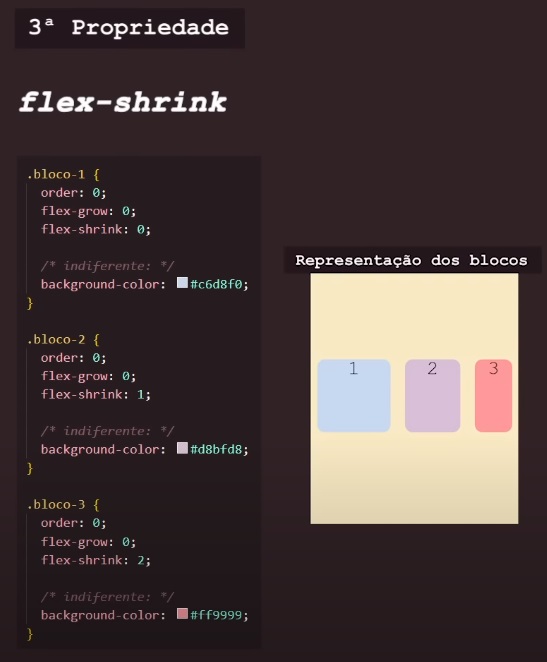 3ª Propriedade
flex-shrink
.bloco-1 {
order: 0;
flex-grow: 0;
flex-shrink: 0;
/* indiferente: */
background-color: #c6d8f0;
}
.bloco-2 {
order: 0;
flex-grow: 0;
flex-shrink: 1;
/* indiferente: */
background-color: #d8bfd8;
}
.bloco-3 {
order: 0;
flex-grow: 0;
flex-shrink: 2;
/* indiferente: */
background-color: #ff9999;
}
Representação dos blocos
1 2 3